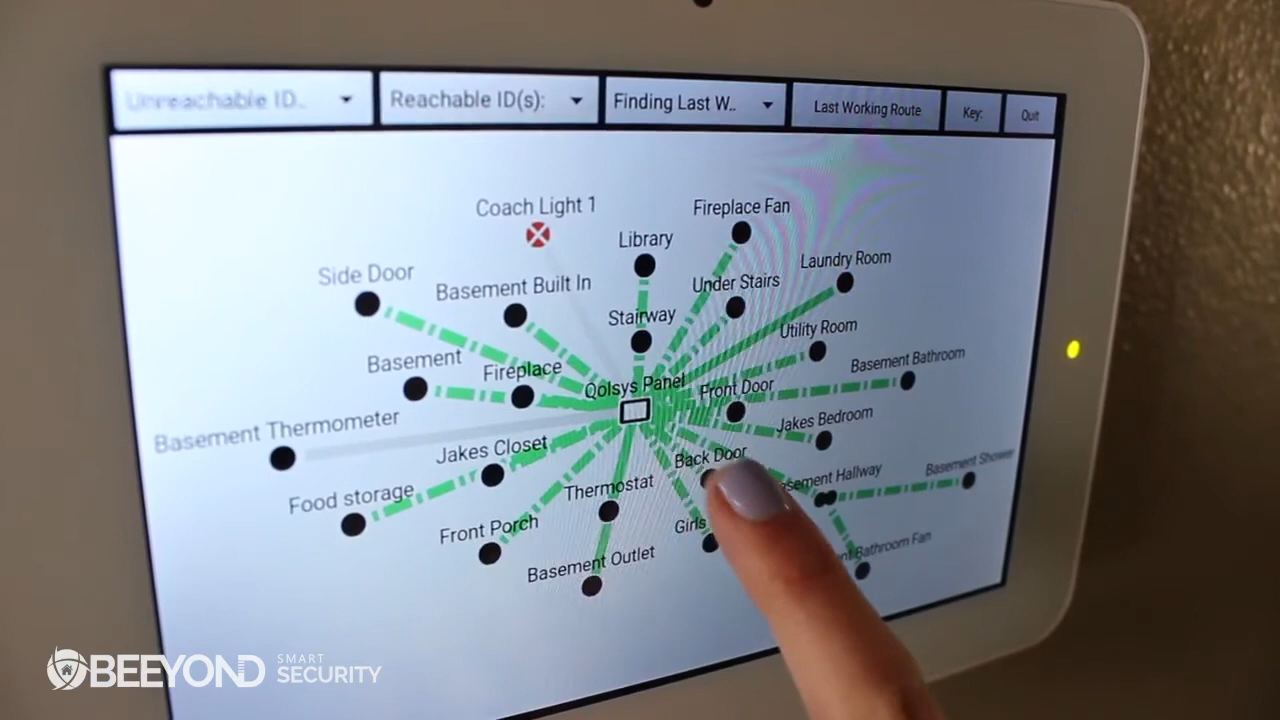 Unreachable ID..
Reachable ID(s):
Finding Last W..
Last Working Route
Key:
Quit
Coach Light 1
Fireplace Fan
Library
Laundry Room
Side Door
Basement Built In
Under Stairs
Stairway
Utility Room
Basement
Fireplace
Qolsys Panel
Front Door
Basement Bathroom
Basement Thermometer
Jakes Closet
Jakes Bedroom
Back Door
Food storage
Thermostat
Hallway
Basement Shower
Front Porch
Girls
Basement Outlet
Bathroom Fan
BEEYOND SMART SECURITY